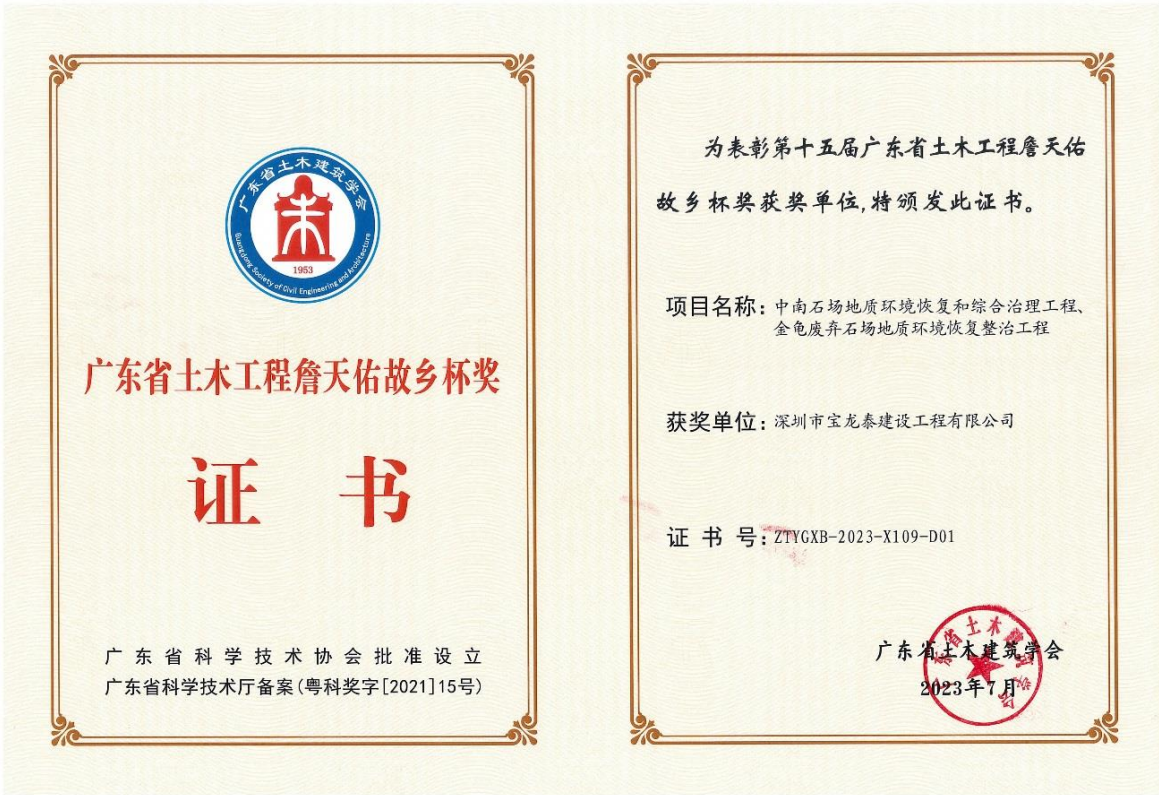 广东省土木建筑学会
1953
Guangdong Society of Civil Engineering and Architecture
广东省土木工程詹天佑故乡杯奖
证 书
广东省科学技术协会批准设立
广东省科学技术厅备案(粤科奖字[2021]15号)
为表彰第十五届广东省土木工程詹天佑
故乡杯奖获奖单位,特颁发此证书。
项目名称:中南石场地质环境恢复和综合治理工程、
金龟废弃石场地质环境恢复整治工程
获奖单位:深圳市宝龙泰建设工程有限公司
证 书 号:ZTYGXB-2023-X109-D01
广东省土木建筑学会
2023年7月
广东省土木建筑学会